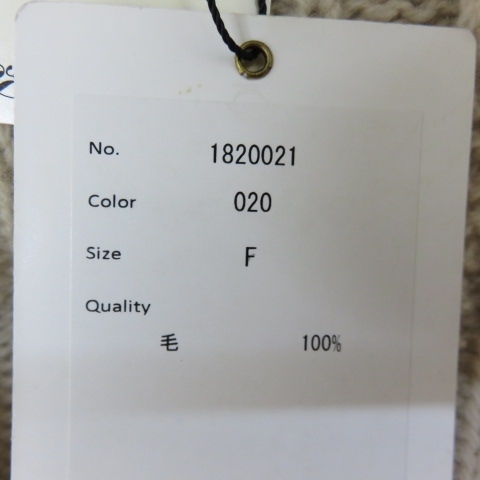 No. 1820021
Color 020
Size F
Quality
毛 100%